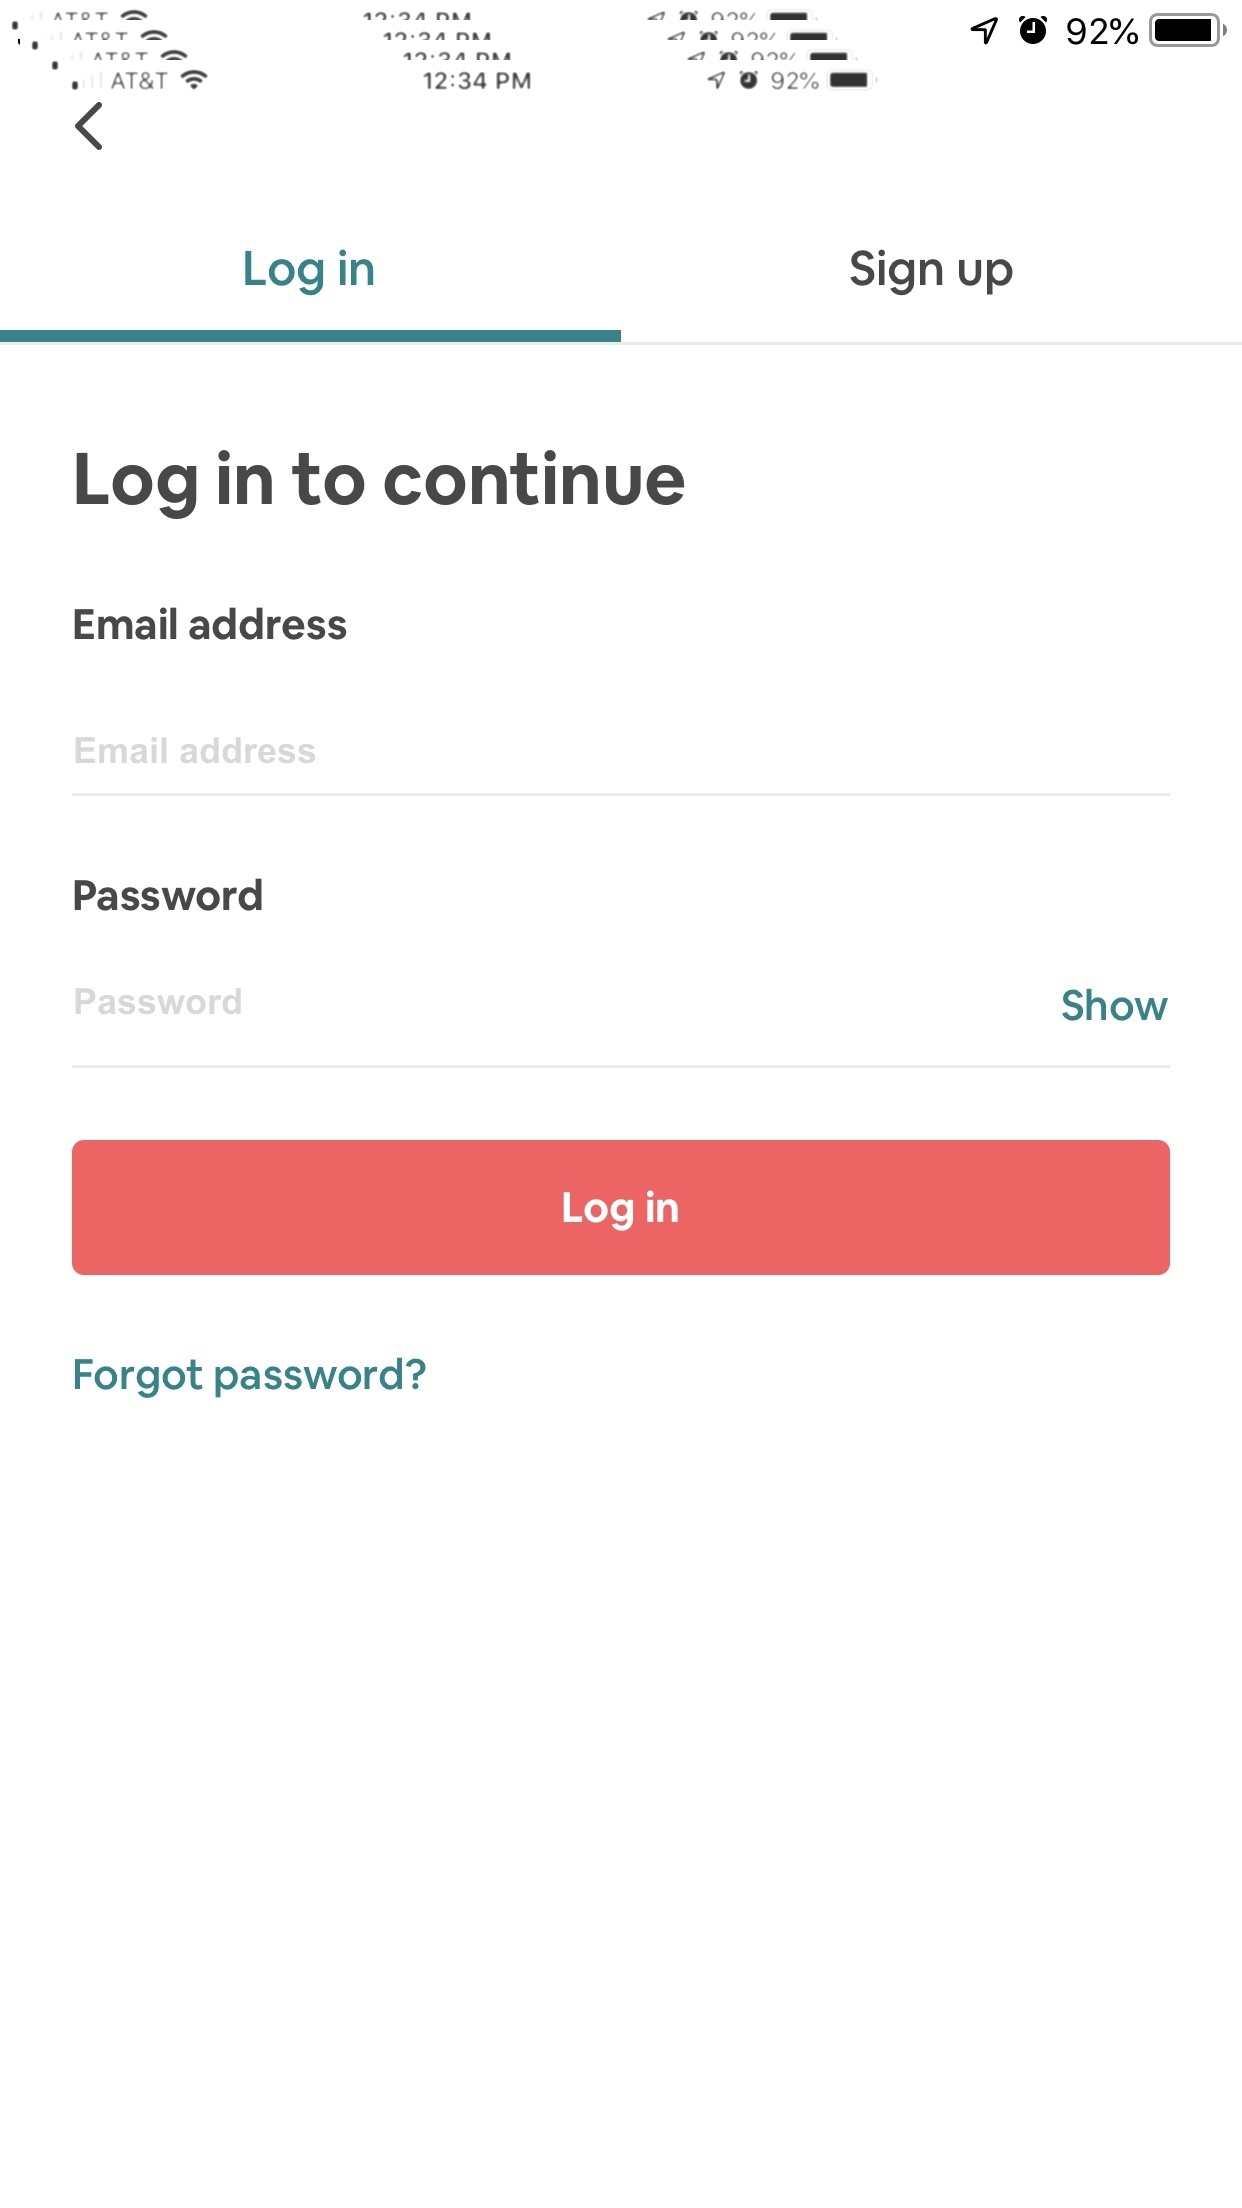 92%
AT&T 12:34 PM 92%
Log in Sign up
Log in to continue
Email address
Email address
Password
Password Show
Log in
Forgot password?